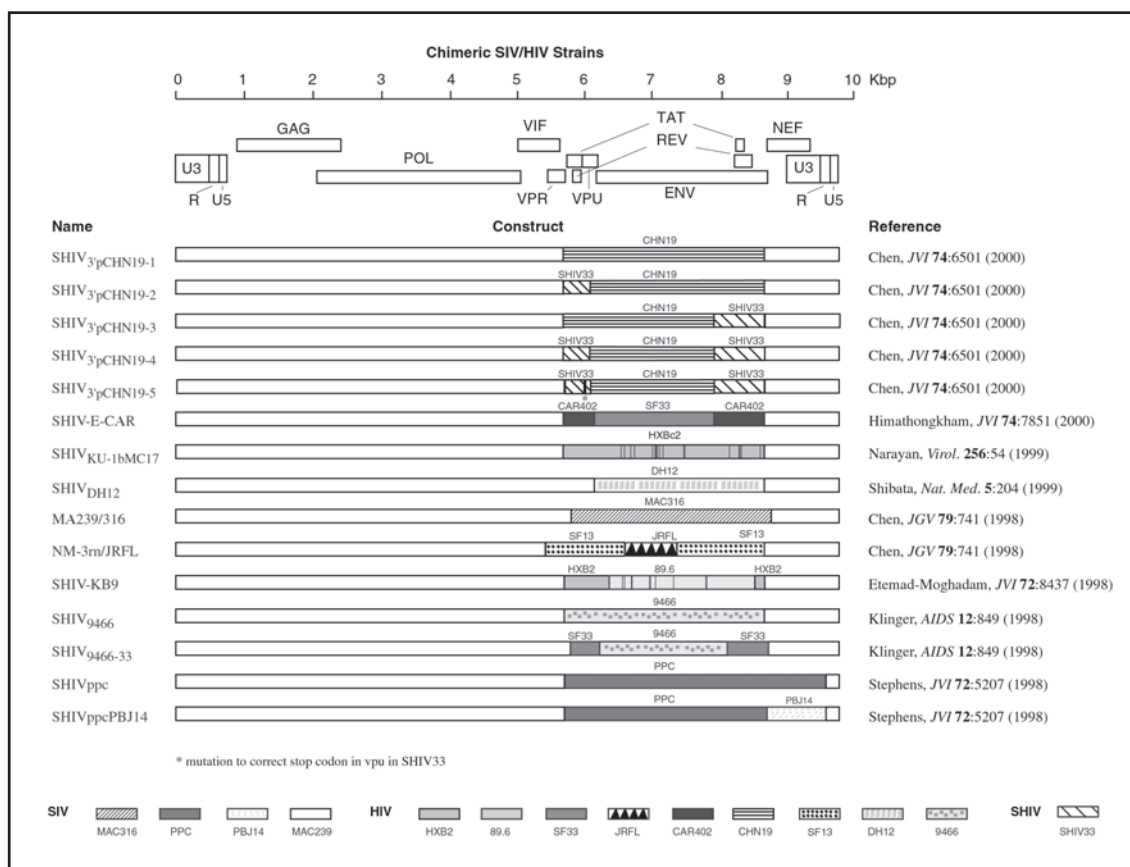 Chimeric SIV/HIV Strains
0 1 2 3 4 5 6 7 8 9 10 Kbp
GAG VIF TAT NEF
REV
U3 POL U3
R U5 VPR VPU ENV R U5
Name Construct Reference
CHN19
SHIV3'pCHN19-1 Chen, JVI 74:6501 (2000)
SHIV33 CHN19
SHIV3'pCHN19-2 Chen, JVI 74:6501 (2000)
CHN19 SHIV33
SHIV3'pCHN19-3 Chen, JVI 74:6501 (2000)
SHIV33 CHN19 SHIV33
SHIV3'pCHN19-4 Chen, JVI 74:6501 (2000)
SHIV33 CHN19 SHIV33
SHIV3'pCHN19-5 Chen, JVI 74:6501 (2000)
*
CAR402 SF33 CAR402
SHIV-E-CAR Himathongkham, JVI 74:7851 (2000)
HXBc2
SHIVKU-1bMC17 Narayan, Virol. 256:54 (1999)
DH12
SHIVDH12 Shibata, Nat. Med. 5:204 (1999)
MAC316
MA239/316 Chen, JGV 79:741 (1998)
SF13 JRFL SF13
NM-3rn/JRFL Chen, JGV 79:741 (1998)
HXB2 89.6 HXB2
SHIV-KB9 Etemad-Moghadam, JVI 72:8437 (1998)
9466
SHIV9466 Klinger, AIDS 12:849 (1998)
SF33 9466 SF33
SHIV9466-33 Klinger, AIDS 12:849 (1998)
PPC
SHIVppc Stephens, JVI 72:5207 (1998)
PPC PBJ14
SHIVppcPBJ14 Stephens, JVI 72:5207 (1998)
* mutation to correct stop codon in vpu in SHIV33
SIV HIV SHIV
MAC316 PPC PBJ14 MAC239 HXB2 89.6 SF33 JRFL CAR402 CHN19 SF13 DH12 9466 SHIV33